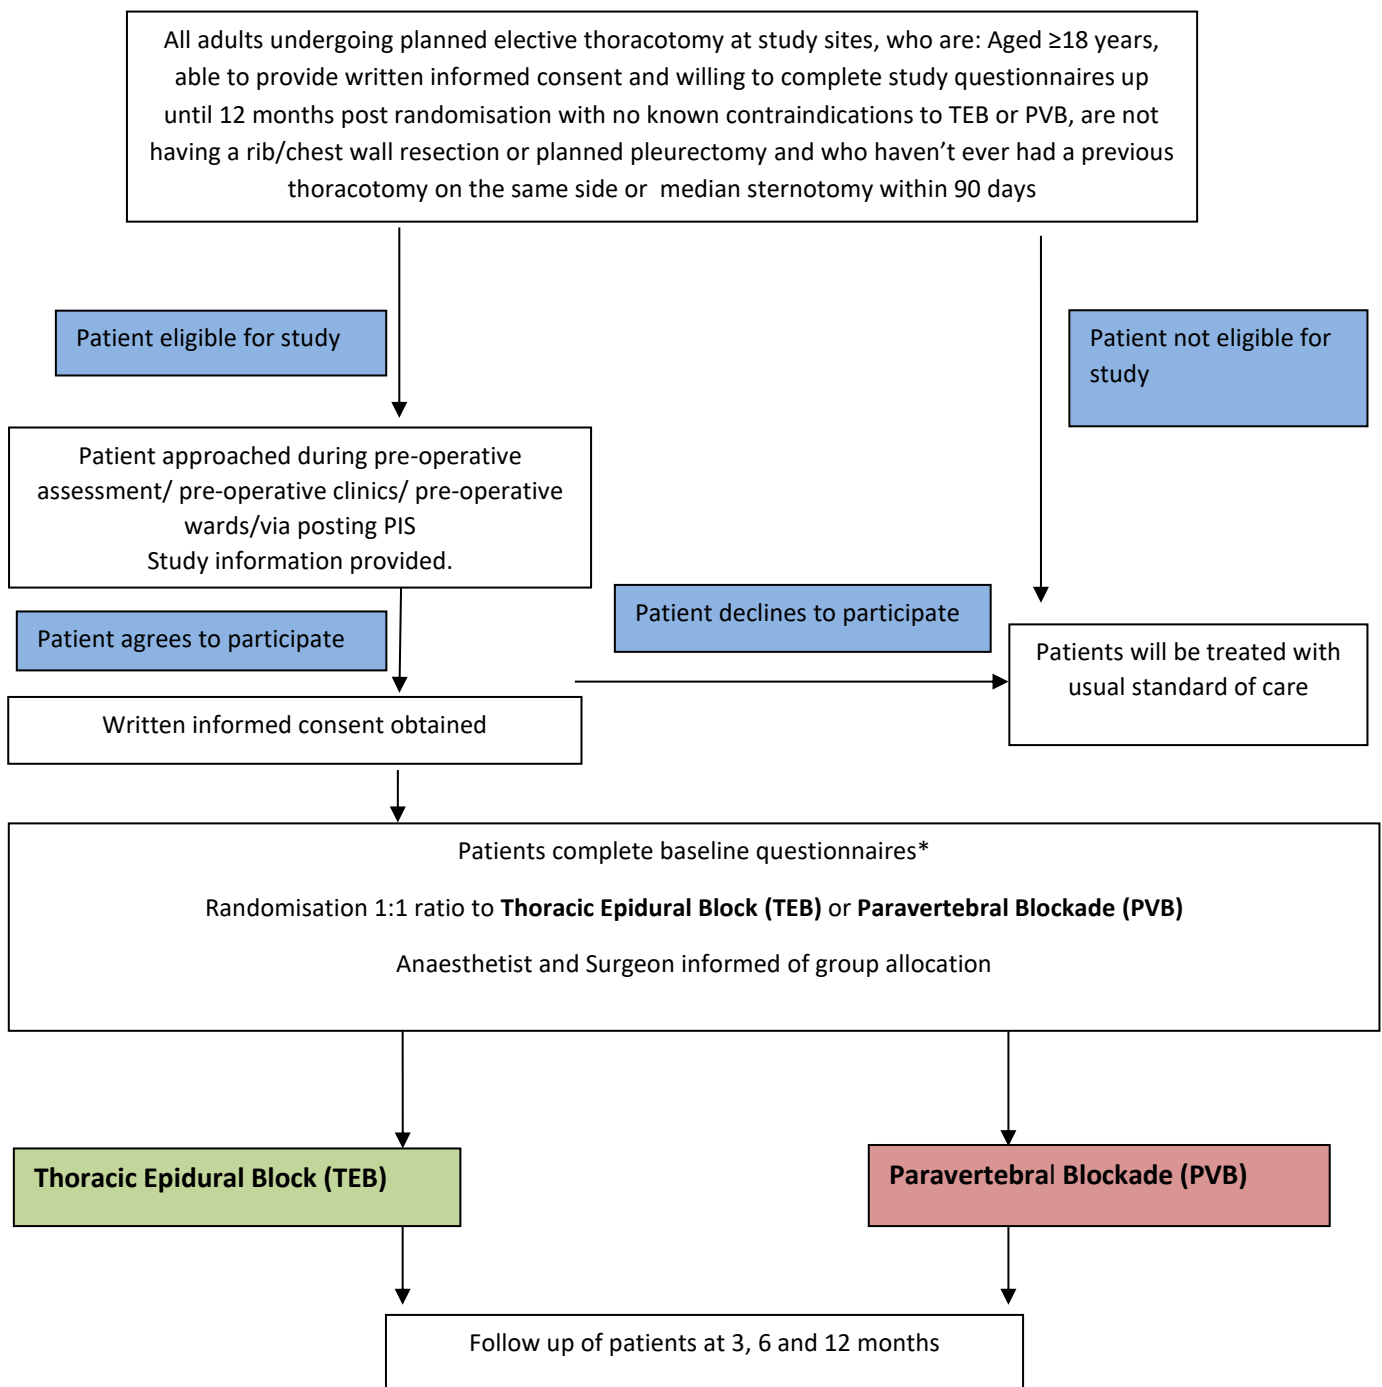 All adults undergoing planned elective thoracotomy at study sites, who are: Aged ≥18 years,
able to provide written informed consent and willing to complete study questionnaires up
until 12 months post randomisation with no known contraindications to TEB or PVB, are not
having a rib/chest wall resection or planned pleurectomy and who haven’t ever had a previous
thoracotomy on the same side or median sternotomy within 90 days
Patient eligible for study
Patient not eligible for
study
Patient approached during pre-operative
assessment/ pre-operative clinics/ pre-operative
wards/via posting PIS
Study information provided.
Patient declines to participate
Patient agrees to participate
Patients will be treated with
usual standard of care
Written informed consent obtained
Patients complete baseline questionnaires*
Randomisation 1:1 ratio to Thoracic Epidural Block (TEB) or Paravertebral Blockade (PVB)
Anaesthetist and Surgeon informed of group allocation
Thoracic Epidural Block (TEB)
Paravertebral Blockade (PVB)
Follow up of patients at 3, 6 and 12 months